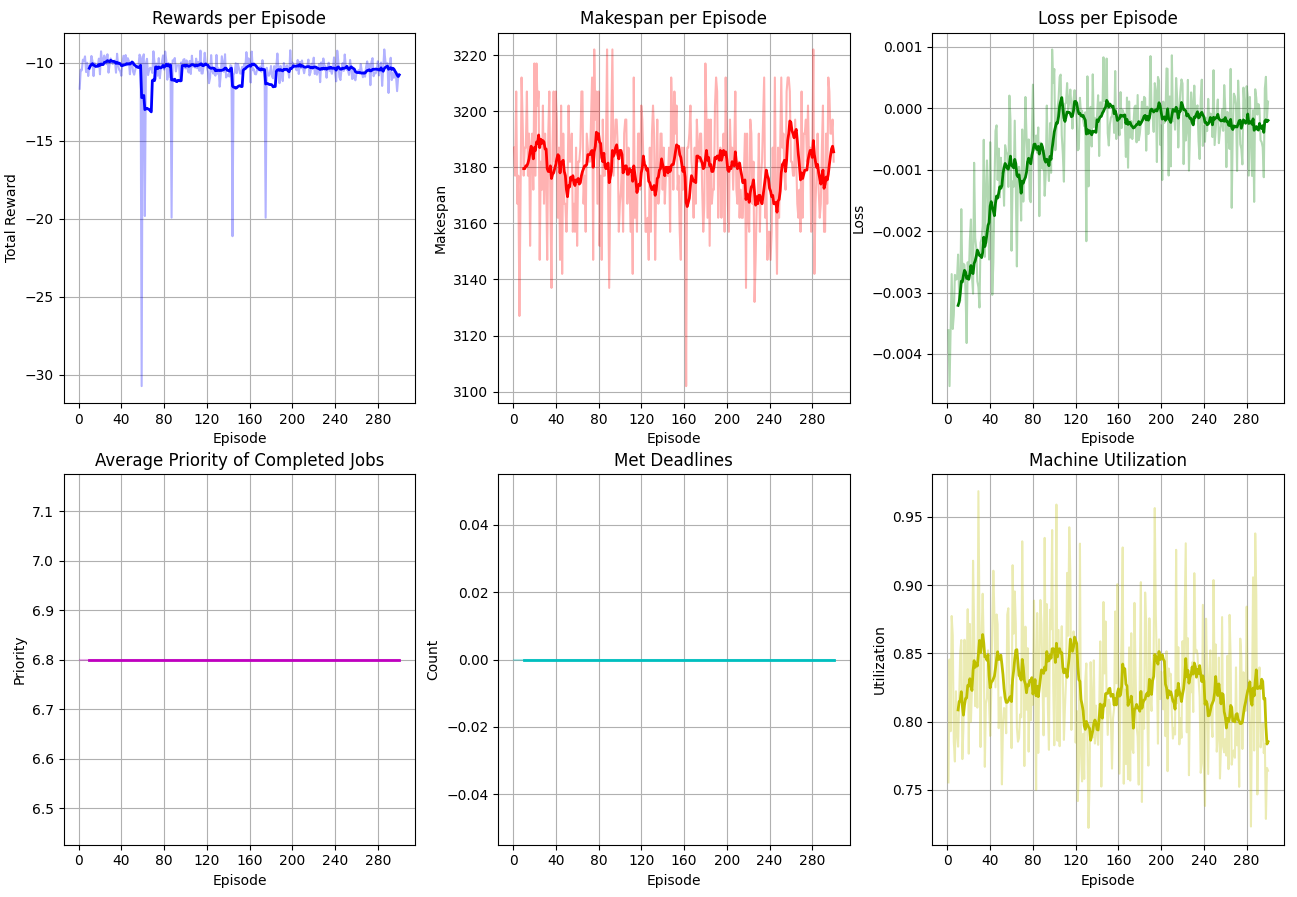 Rewards per Episode
Total Reward
−10
−15
−20
−25
−30
0 40 80 120 160 200 240 280
Episode
Makespan per Episode
Makespan
3220
3200
3180
3160
3140
3120
3100
0 40 80 120 160 200 240 280
Episode
Loss per Episode
Loss
0.001
0.000
−0.001
−0.002
−0.003
−0.004
0 40 80 120 160 200 240 280
Episode
Average Priority of Completed Jobs
Priority
7.1
7.0
6.9
6.8
6.7
6.6
6.5
0 40 80 120 160 200 240 280
Episode
Met Deadlines
Count
0.04
0.02
0.00
−0.02
−0.04
0 40 80 120 160 200 240 280
Episode
Machine Utilization
Utilization
0.95
0.90
0.85
0.80
0.75
0 40 80 120 160 200 240 280
Episode